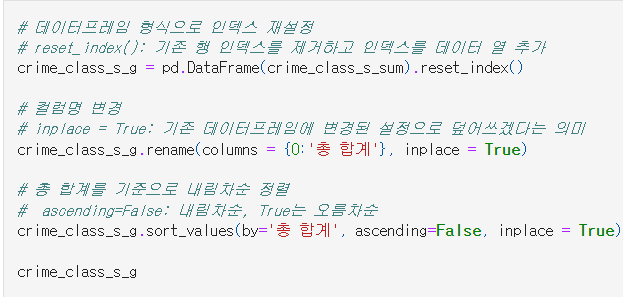 # 데이터프레임 형식으로 인덱스 재설정
# reset_index(): 기존 행 인덱스를 제거하고 인덱스를 데이터 열 추가
crime_class_s_g = pd.DataFrame(crime_class_s_sum).reset_index()
# 컬럼명 변경
# inplace = True: 기존 데이터프레임에 변경된 설정으로 덮어쓰겠다는 의미
crime_class_s_g.rename(columns = {0:'총 합계'}, inplace = True)
# 총 합계를 기준으로 내림차순 정렬
#  ascending=False: 내림차순, True는 오름차순
crime_class_s_g.sort_values(by='총 합계', ascending=False, inplace = True)
crime_class_s_g